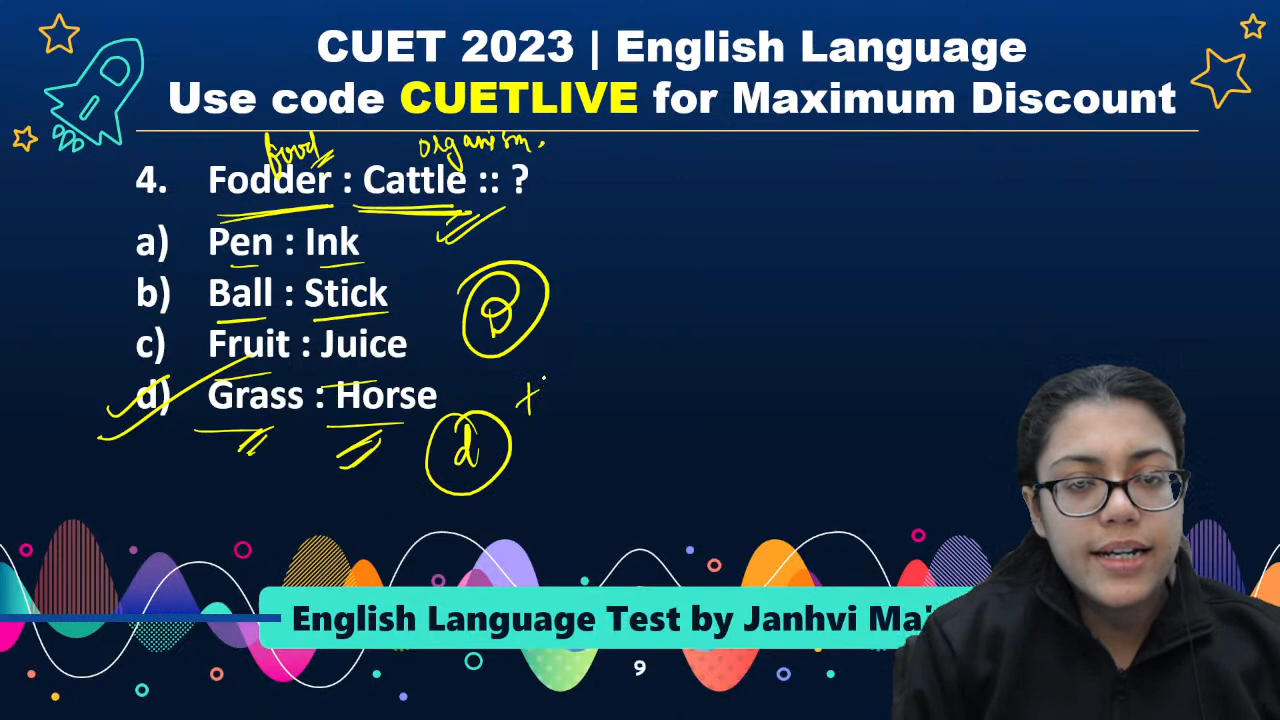 CUET 2023 | English Language
Use code CUETLIVE for Maximum Discount
food organism.
4. Fodder : Cattle :: ?
a) Pen : Ink
b) Ball : Stick
c) Fruit : Juice
d) Grass : Horse
D
d
English Language Test by Janhvi Ma'
9